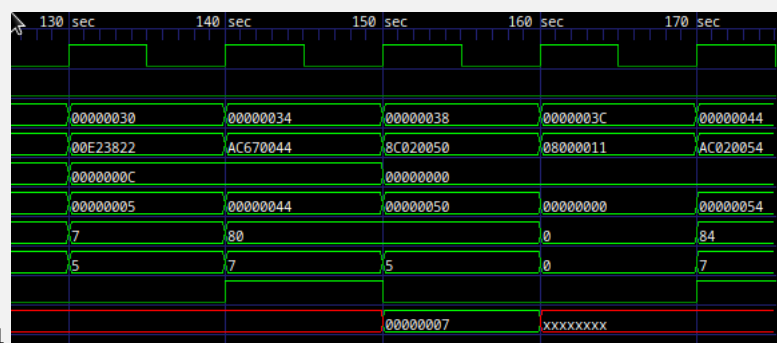 130 sec 140 sec 150 sec 160 sec 170 sec
00000030 00000034 00000038 0000003C 00000044
00E23822 AC670044 8C020050 08000011 AC020054
0000000C 00000000
00000005 00000044 00000050 00000000 00000054
7 80 0 84
5 7 5 0 7
00000007 xxxxxxxx